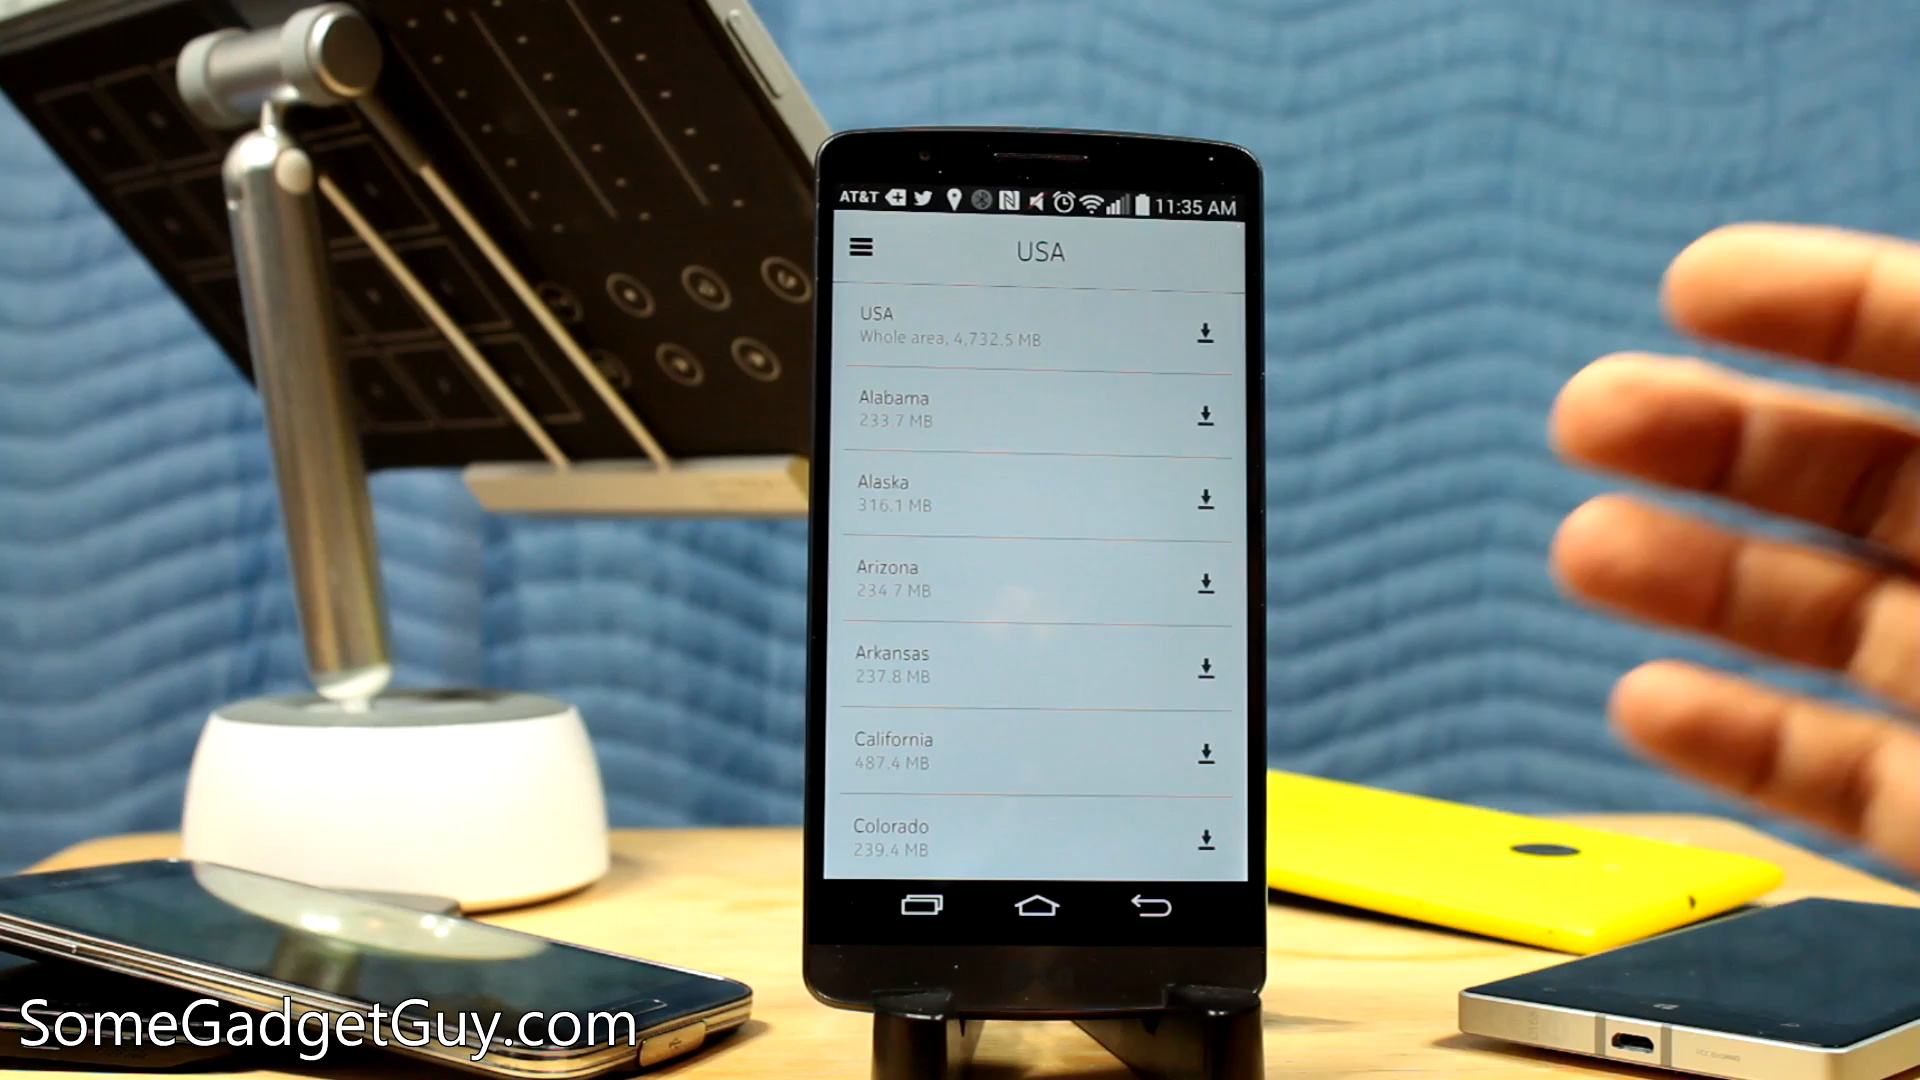 AT&T 11:35 AM
USA
USA
Whole area, 4,732.5 MB
Alabama
233.7 MB
Alaska
316.1 MB
Arizona
234.7 MB
Arkansas
237.8 MB
California
487.4 MB
Colorado
239.4 MB
SomeGadgetGuy.com